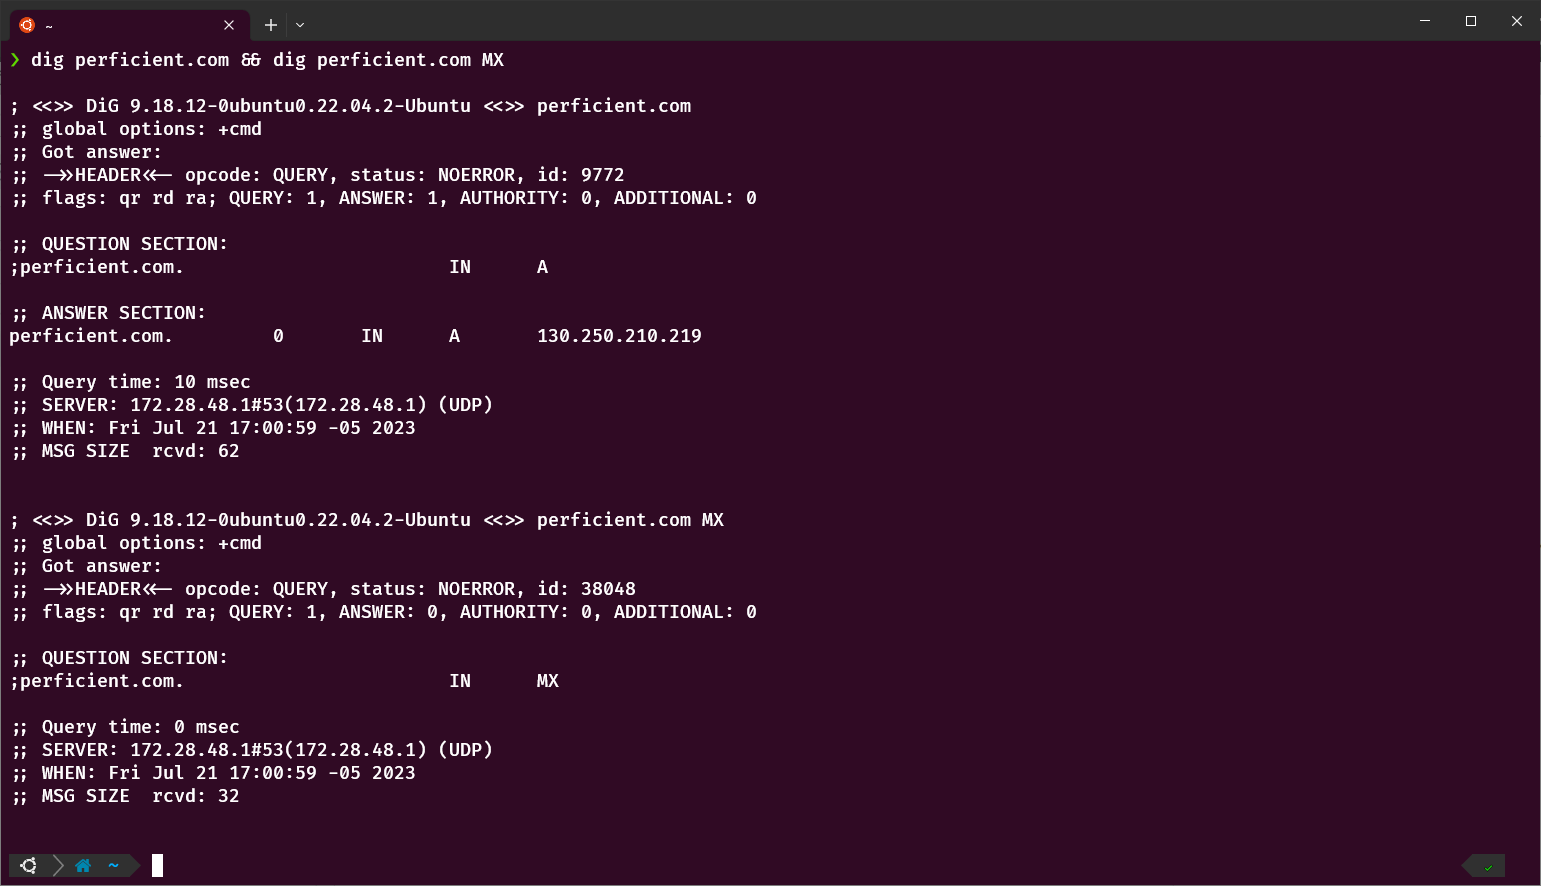 ~
❯ dig perficient.com && dig perficient.com MX
; <<>> DiG 9.18.12-0ubuntu0.22.04.2-Ubuntu <<>> perficient.com
;; global options: +cmd
;; Got answer:
;; ->>HEADER<<- opcode: QUERY, status: NOERROR, id: 9772
;; flags: qr rd ra; QUERY: 1, ANSWER: 1, AUTHORITY: 0, ADDITIONAL: 0
;; QUESTION SECTION:
;perficient.com. IN A
;; ANSWER SECTION:
perficient.com. 0 IN A 130.250.210.219
;; Query time: 10 msec
;; SERVER: 172.28.48.1#53(172.28.48.1) (UDP)
;; WHEN: Fri Jul 21 17:00:59 -05 2023
;; MSG SIZE  rcvd: 62
; <<>> DiG 9.18.12-0ubuntu0.22.04.2-Ubuntu <<>> perficient.com MX
;; global options: +cmd
;; Got answer:
;; ->>HEADER<<- opcode: QUERY, status: NOERROR, id: 38048
;; flags: qr rd ra; QUERY: 1, ANSWER: 0, AUTHORITY: 0, ADDITIONAL: 0
;; QUESTION SECTION:
;perficient.com. IN MX
;; Query time: 0 msec
;; SERVER: 172.28.48.1#53(172.28.48.1) (UDP)
;; WHEN: Fri Jul 21 17:00:59 -05 2023
;; MSG SIZE  rcvd: 32
~